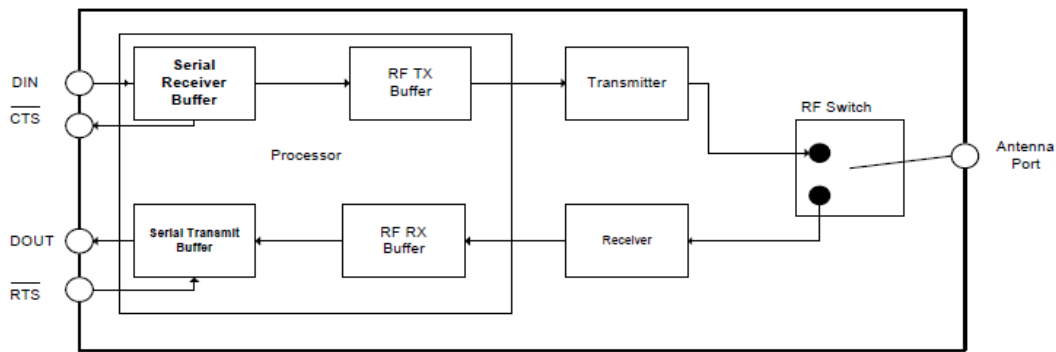 DIN
CTS
Serial
Receiver
Buffer
RF TX
Buffer
Transmitter
RF Switch
Antenna
Port
Processor
DOUT
RTS
Serial Transmit
Buffer
RF RX
Buffer
Receiver